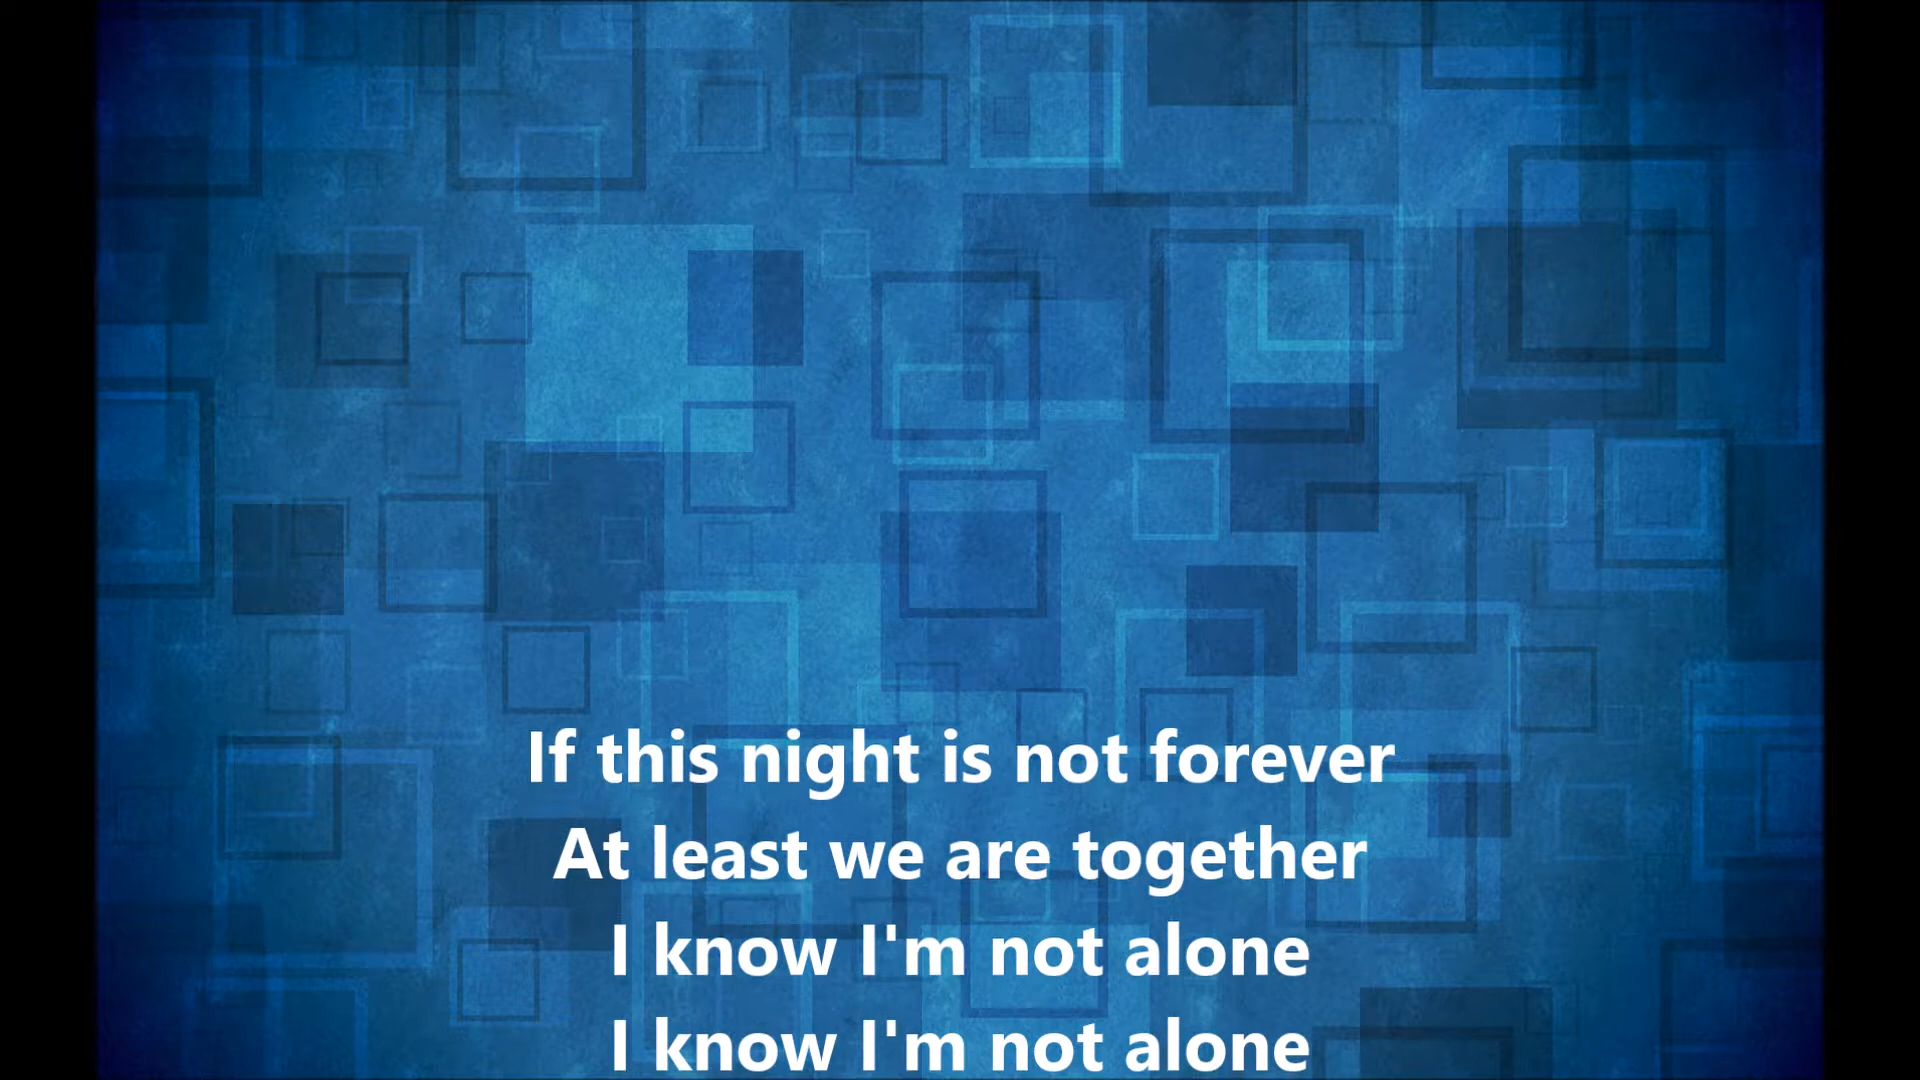 If this night is not forever
At least we are together
I know I'm not alone
I know I'm not alone